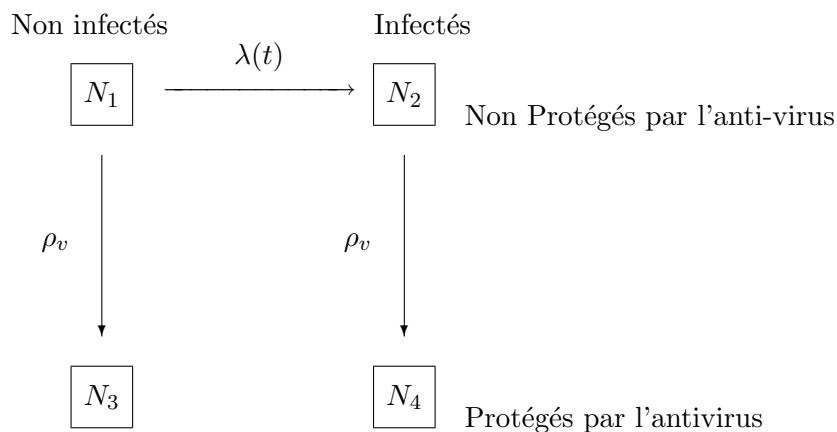 Non infectés Infectés
λ(t)
N₁ N₂
Non Protégés par l'anti-virus
ρᵥ ρᵥ
N₃ N₄
Protégés par l'antivirus